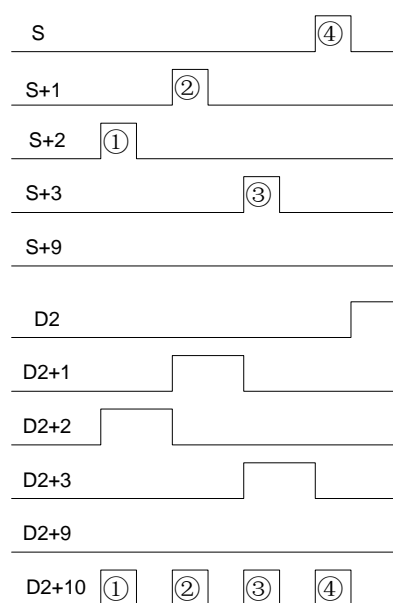 S ④
S+1 ②
S+2 ①
S+3 ③
S+9
D2
D2+1
D2+2
D2+3
D2+9
D2+10 ① ② ③ ④